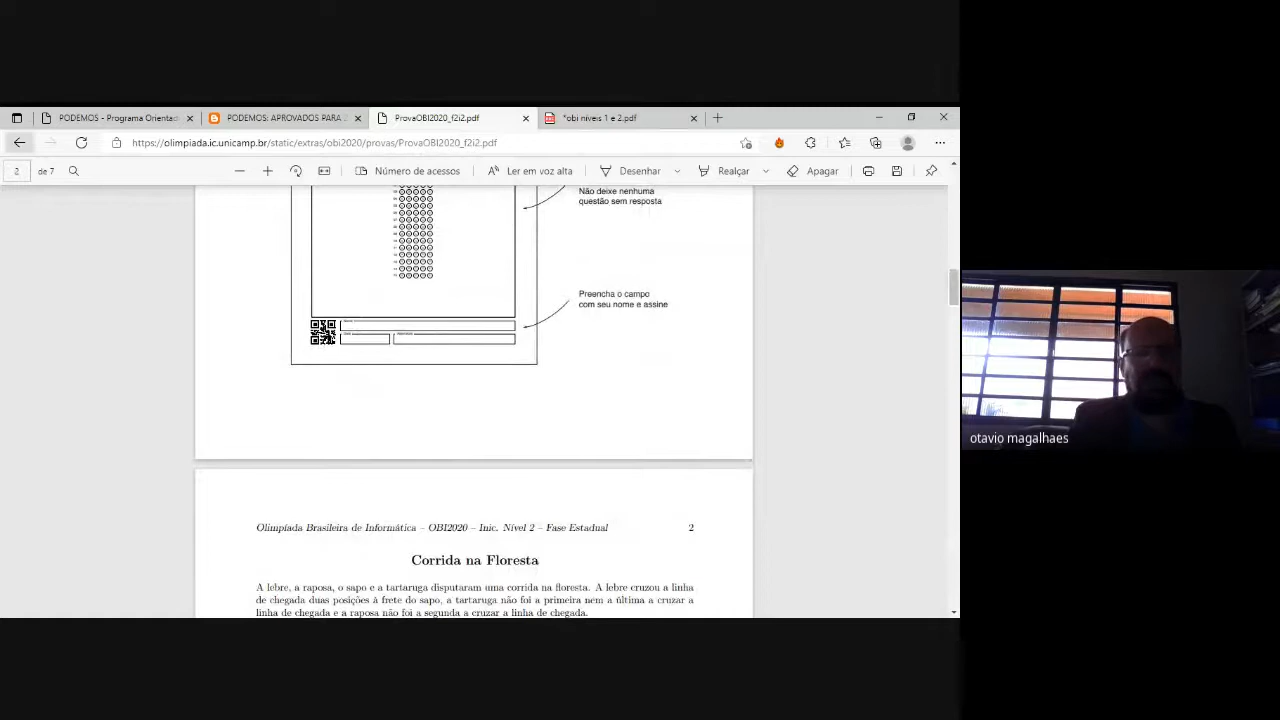 PODEMOS - Programa Orientad
PODEMOS: APROVADOS PARA 2
ProvaOBI2020_f2i2.pdf
*obi niveis 1 e 2.pdf
https://olimpiada.ic.unicamp.br/static/extras/obi2020/provas/ProvaOBI2020_f2i2.pdf
2 de 7
Número de acessos
Ler em voz alta
Desenhar
Realçar
Apagar
Não deixe nenhuma
questão sem resposta
Preencha o campo
com seu nome e assine
Olimpíada Brasileira de Informática – OBI2020 – Inic. Nível 2 – Fase Estadual 2
Corrida na Floresta
A lebre, a raposa, o sapo e a tartaruga disputaram uma corrida na floresta. A lebre cruzou a linha
de chegada duas posições á frete do sapo, a tartaruga não foi a primeira nem a última a cruzar a
linha de chegada e a raposa não foi a segunda a cruzar a linha de chegada.
otavio magalhaes